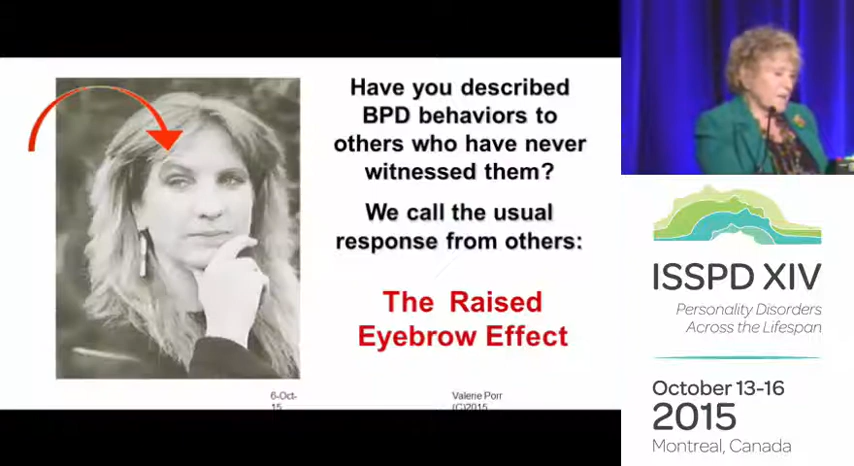 Have you described
BPD behaviors to
others who have never
witnessed them?
We call the usual
response from others:
The Raised
Eyebrow Effect
6-Oct-
15
Valerie Porr
(C)2015
ISSPD XIV
Personality Disorders
Across the Lifespan
October 13-16
2015
Montreal, Canada